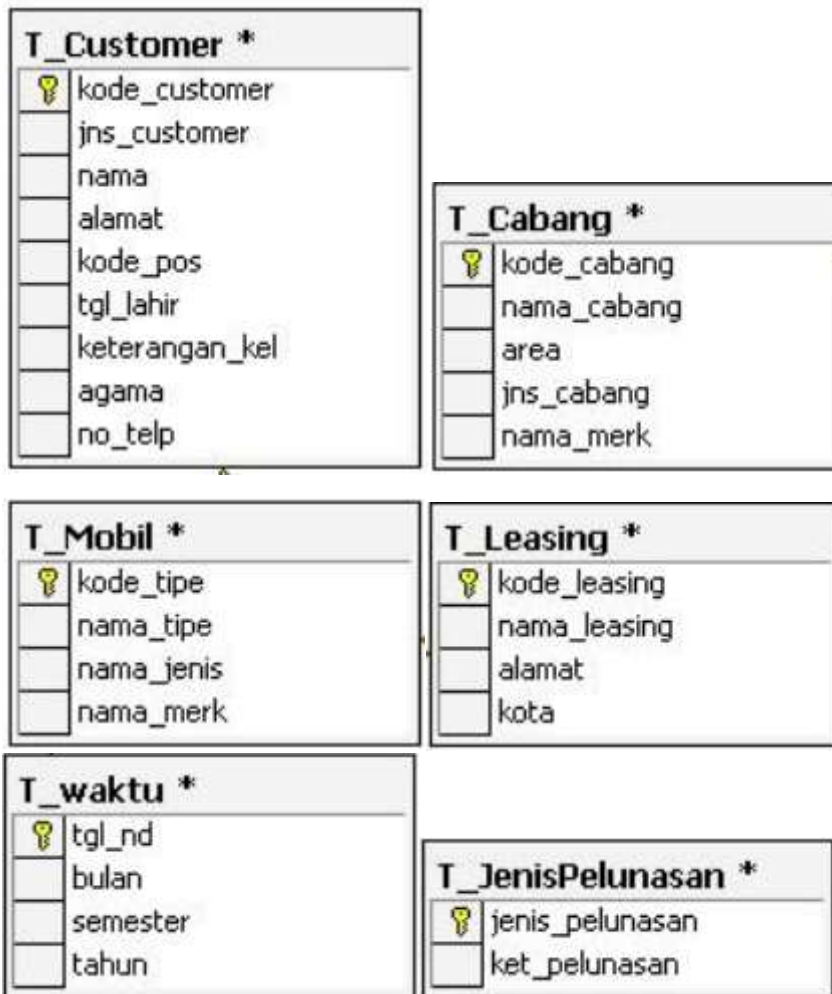 T_Customer *
kode_customer
jns_customer
nama
alamat
kode_pos
tgl_lahir
keterangan_kel
agama
no_telp
T_Cabang *
kode_cabang
nama_cabang
area
jns_cabang
nama_merk
T_Mobil *
kode_tipe
nama_tipe
nama_jenis
nama_merk
T_Leasing *
kode_leasing
nama_leasing
alamat
kota
T_waktu *
tgl_nd
bulan
semester
tahun
T_JenisPelunasan *
jenis_pelunasan
ket_pelunasan